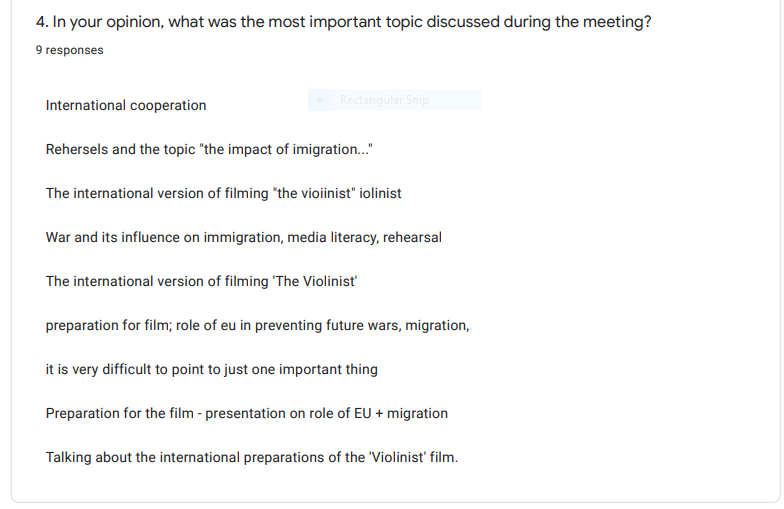 4. In your opinion, what was the most important topic discussed during the meeting?
9 responses
Rectangular Snip
International cooperation
Rehersels and the topic "the impact of imigration..."
The international version of filming "the vioiinist" iolinist
War and its influence on immigration, media literacy, rehearsal
The international version of filming 'The Violinist'
preparation for film; role of eu in preventing future wars, migration,
it is very difficult to point to just one important thing
Preparation for the film - presentation on role of EU + migration
Talking about the international preparations of the 'Violinist' film.